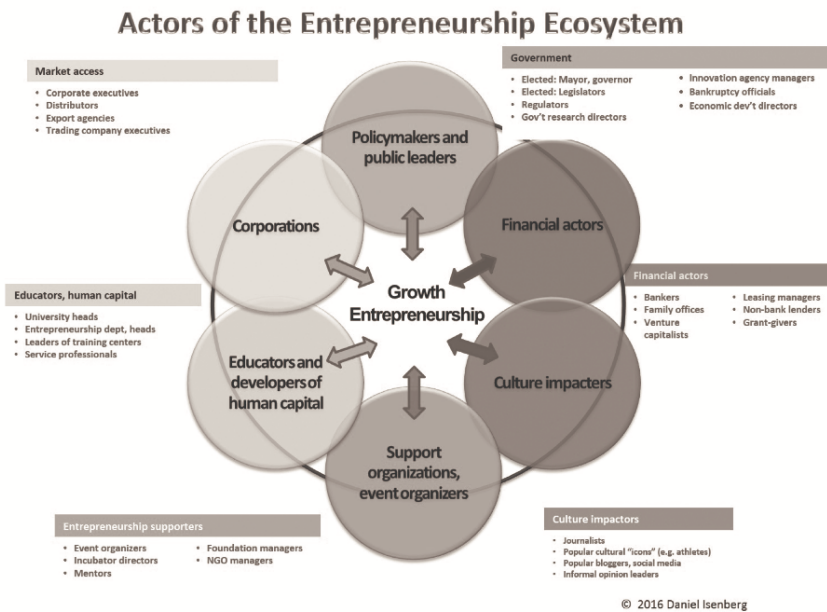 Actors of the Entrepreneurship Ecosystem
Market access
• Corporate executives
• Distributors
• Export agencies
• Trading company executives
Government
• Elected: Mayor, governor
• Elected: Legislators
• Regulators
• Gov't research directors
• Innovation agency managers
• Bankruptcy officials
• Economic dev't directors
Policymakers and
public leaders
Corporations
Financial actors
Growth
Entrepreneurship
Educators, human capital
• University heads
• Entrepreneurship dept, heads
• Leaders of training centers
• Service professionals
Financial actors
• Bankers
• Family offices
• Venture
capitalists
• Leasing managers
• Non-bank lenders
• Grant-givers
Educators and
developers of
human capital
Culture impacters
Support
organizations,
event organizers
Entrepreneurship supporters
• Event organizers
• Incubator directors
• Mentors
• Foundation managers
• NGO managers
Culture impactors
• Journalists
• Popular cultural "icons" (e.g. athletes)
• Popular bloggers, social media
• Informal opinion leaders
© 2016 Daniel Isenberg